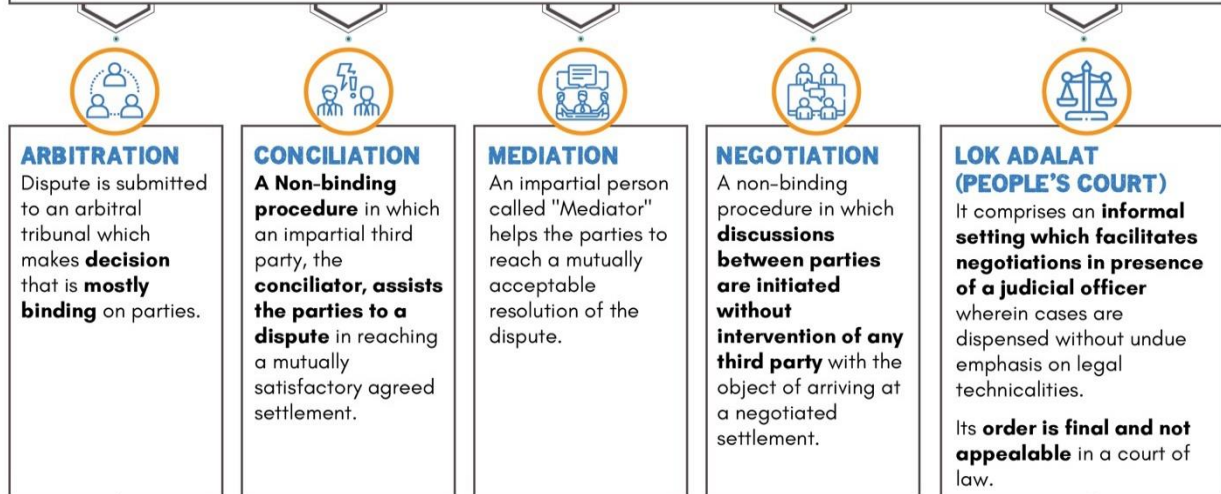 ARBITRATION
Dispute is submitted
to an arbitral
tribunal which
makes decision
that is mostly
binding on parties.
CONCILIATION
A Non-binding
procedure in which
an impartial third
party, the
conciliator, assists
the parties to a
dispute in reaching
a mutually
satisfactory agreed
settlement.
MEDIATION
An impartial person
called "Mediator"
helps the parties to
reach a mutually
acceptable
resolution of the
dispute.
NEGOTIATION
A non-binding
procedure in which
discussions
between parties
are initiated
without
intervention of any
third party with the
object of arriving at
a negotiated
settlement.
LOK ADALAT
(PEOPLE'S COURT)
It comprises an informal
setting which facilitates
negotiations in presence
of a judicial officer
wherein cases are
dispensed without undue
emphasis on legal
technicalities.
Its order is final and not
appealable in a court of
law.